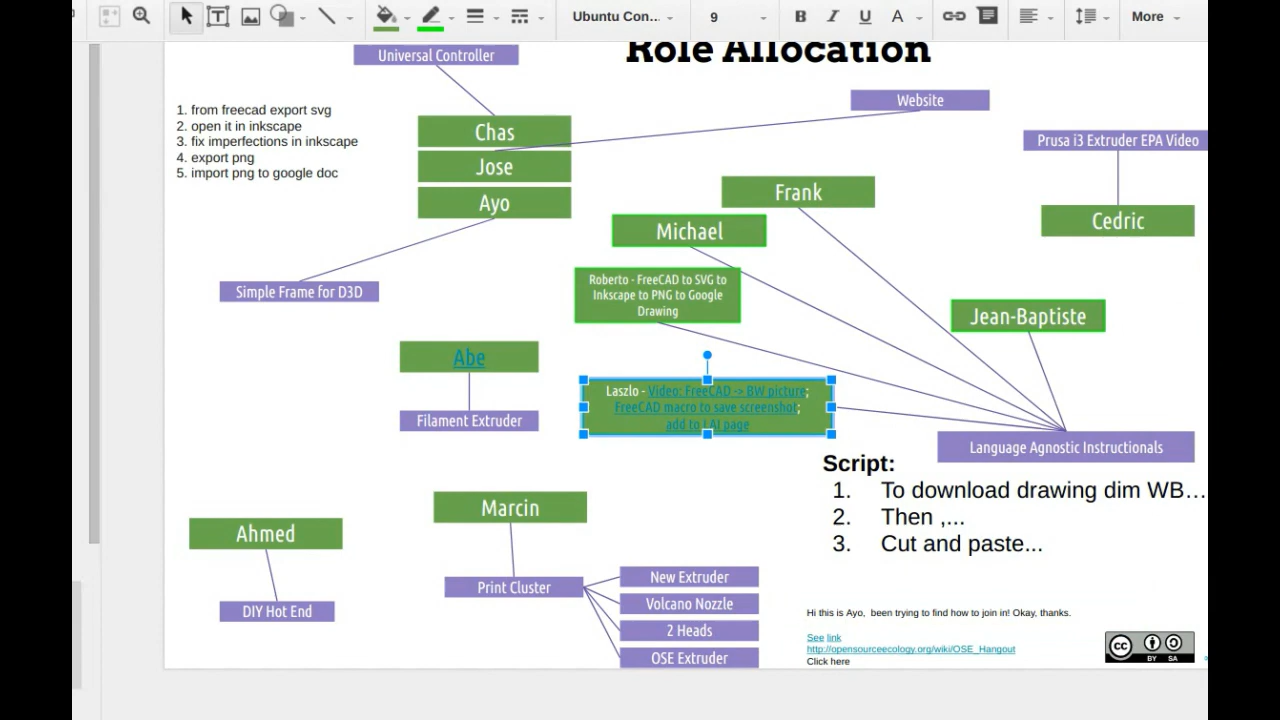 Ubuntu Con...
9
B I U A
More
Role Allocation
Universal Controller
Website
1. from freecad export svg
2. open it in inkscape
3. fix imperfections in inkscape
4. export png
5. import png to google doc
Chas
Jose
Ayo
Prusa i3 Extruder EPA Video
Frank
Cedric
Michael
Roberto - FreeCAD to SVG to
Inkscape to PNG to Google
Drawing
Simple Frame for D3D
Jean-Baptiste
Abe
Filament Extruder
Laszlo - Video: FreeCAD -> BW picture;
FreeCAD macro to save screenshot;
add to LAI page
Language Agnostic Instructionals
Script:
1. To download drawing dim WB...
2. Then ,...
3. Cut and paste...
Marcin
Ahmed
Print Cluster
New Extruder
Volcano Nozzle
2 Heads
OSE Extruder
DIY Hot End
Hi this is Ayo,  been trying to find how to join in! Okay, thanks.
See link
http://opensourceecology.org/wiki/OSE_Hangout
Click here
cc
BY SA